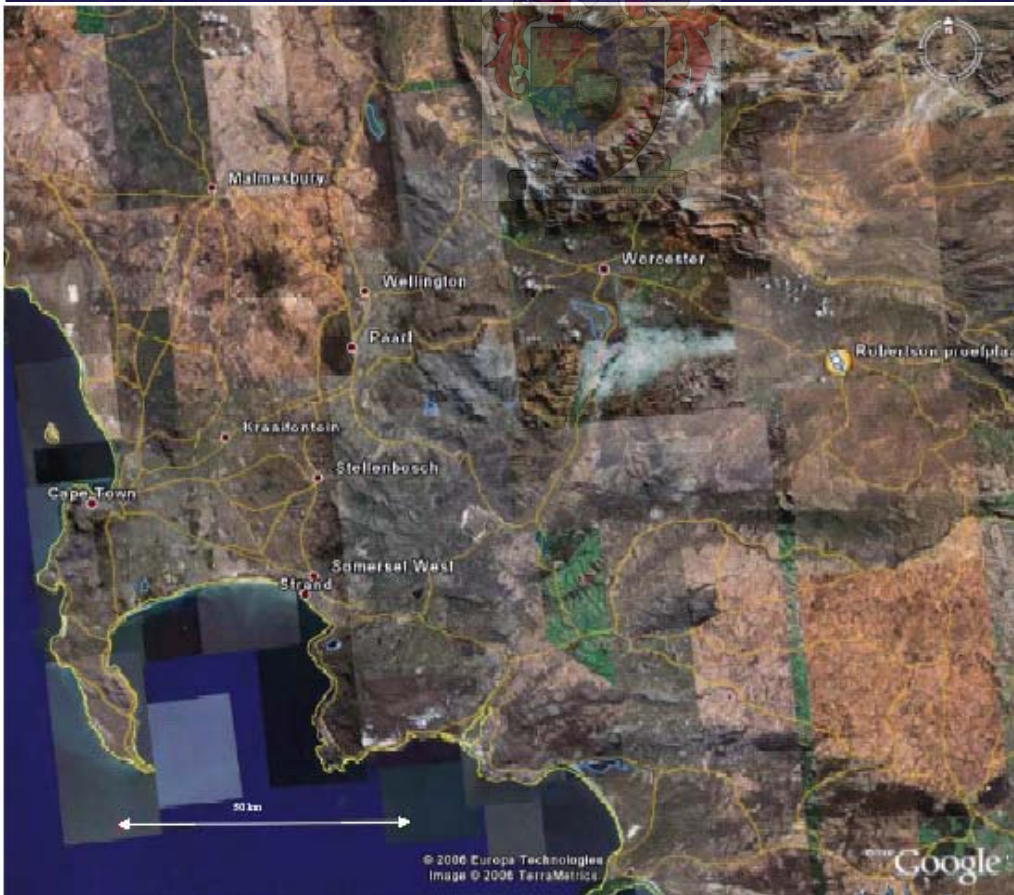 Malmesbury
Wellington
Worcester
Paarl
Robertson proefplaa
Kraaifontein
Stellenbosch
Cape Town
Somerset West
Strand
50 km
© 2006 Europa Technologies
Image © 2006 TerraMetrics
Google